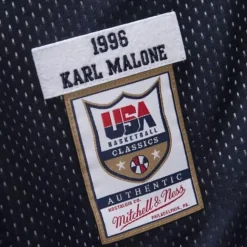 1996
KARL MALONE
USA
BASKETBALL
CLASSICS
AUTHENTIC
NOSTALGIA CO.
Mitchell & Ness
PHILADELPHIA, PA